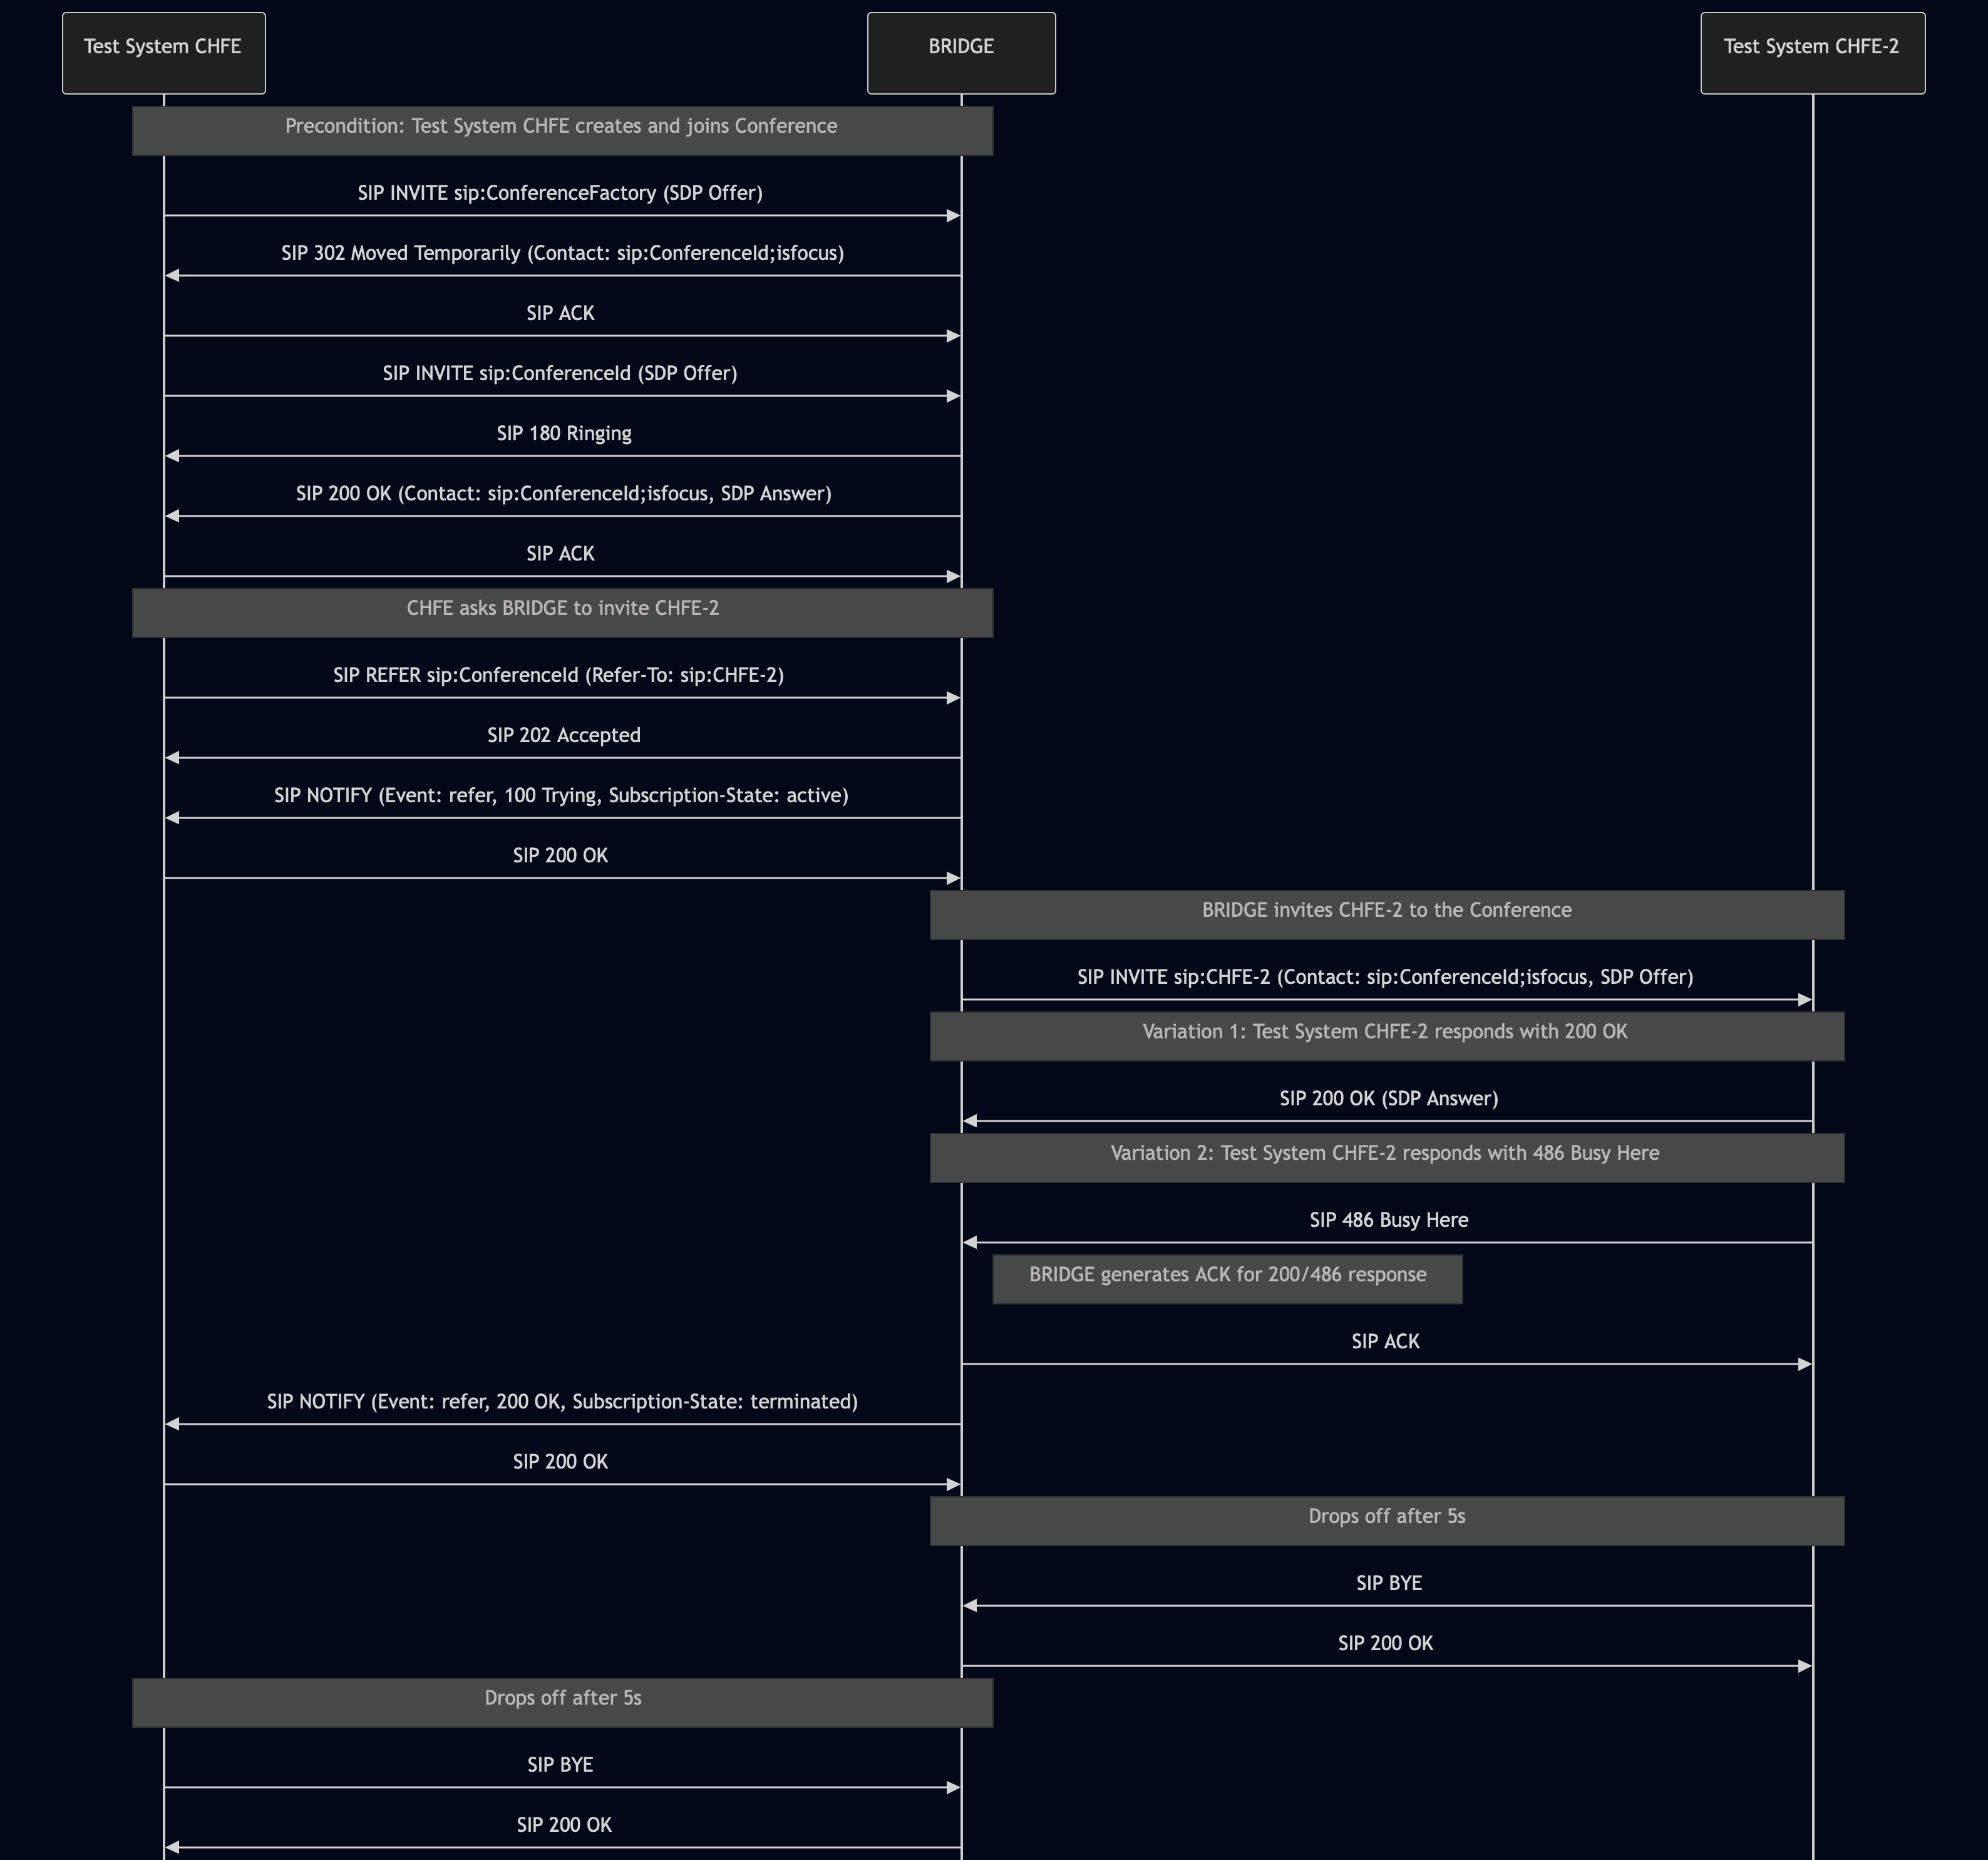 Test System CHFE
BRIDGE
Test System CHFE-2
Precondition: Test System CHFE creates and joins Conference
SIP INVITE sip:ConferenceFactory (SDP Offer)
SIP 302 Moved Temporarily (Contact: sip:ConferenceId;isfocus)
SIP ACK
SIP INVITE sip:ConferenceId (SDP Offer)
SIP 180 Ringing
SIP 200 OK (Contact: sip:ConferenceId;isfocus, SDP Answer)
SIP ACK
CHFE asks BRIDGE to invite CHFE-2
SIP REFER sip:ConferenceId (Refer-To: sip:CHFE-2)
SIP 202 Accepted
SIP NOTIFY (Event: refer, 100 Trying, Subscription-State: active)
SIP 200 OK
BRIDGE invites CHFE-2 to the Conference
SIP INVITE sip:CHFE-2 (Contact: sip:ConferenceId;isfocus, SDP Offer)
Variation 1: Test System CHFE-2 responds with 200 OK
SIP 200 OK (SDP Answer)
Variation 2: Test System CHFE-2 responds with 486 Busy Here
SIP 486 Busy Here
BRIDGE generates ACK for 200/486 response
SIP ACK
SIP NOTIFY (Event: refer, 200 OK, Subscription-State: terminated)
SIP 200 OK
Drops off after 5s
SIP BYE
SIP 200 OK
Drops off after 5s
SIP BYE
SIP 200 OK